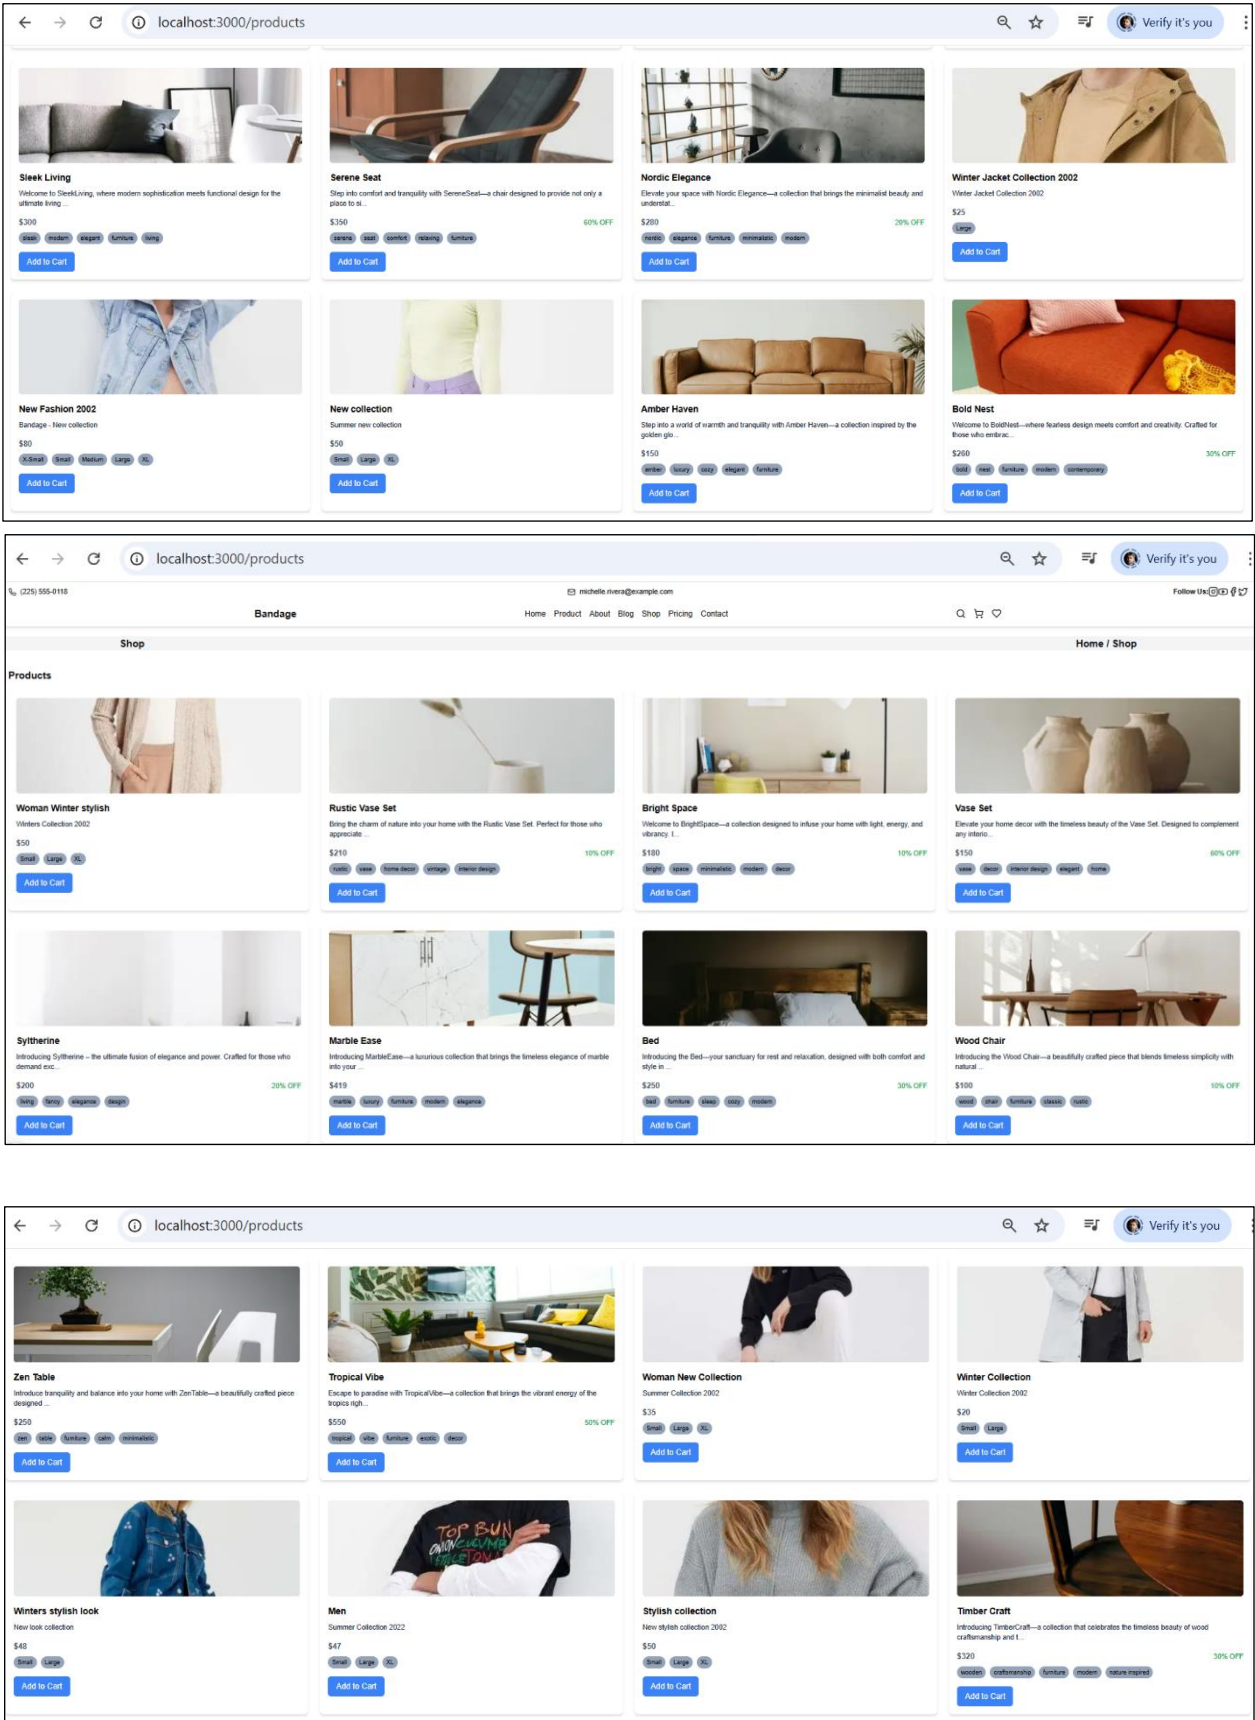 localhost:3000/products
Verify it's you
Sleek Living
Welcome to SleekLiving, where modern sophistication meets functional design for the
ultimate living ...
$300
sleek modern elegant furniture living
Add to Cart
Serene Seat
Step into comfort and tranquility with SereneSeat—a chair designed to provide not only a
place to si...
$350 60% OFF
serene seat comfort relaxing furniture
Add to Cart
Nordic Elegance
Elevate your space with Nordic Elegance—a collection that brings the minimalist beauty and
understat...
$280 20% OFF
nordic elegance furniture minimalistic modern
Add to Cart
Winter Jacket Collection 2002
Winter Jacket Collection 2002
$25
Large
Add to Cart
New Fashion 2002
Bandage - New collection
$80
X-Small Small Medium Large XL
Add to Cart
New collection
Summer new collection
$50
Small Large XL
Add to Cart
Amber Haven
Step into a world of warmth and tranquility with Amber Haven—a collection inspired by the
golden glo...
$150
amber luxury cozy elegant furniture
Add to Cart
Bold Nest
Welcome to BoldNest—where fearless design meets comfort and creativity. Crafted for
those who embrac...
$260 30% OFF
bold nest furniture modern contemporary
Add to Cart
localhost:3000/products
Verify it's you
(225) 555-0118
michelle.rivera@example.com
Follow Us:
Bandage
Home Product About Blog Shop Pricing Contact
Shop
Home / Shop
Products
Woman Winter stylish
Winters Collection 2002
$50
Small Large XL
Add to Cart
Rustic Vase Set
Bring the charm of nature into your home with the Rustic Vase Set. Perfect for those who
appreciate ...
$210 10% OFF
rustic vase home decor vintage interior design
Add to Cart
Bright Space
Welcome to BrightSpace—a collection designed to infuse your home with light, energy, and
vibrancy. I...
$180 10% OFF
bright space minimalistic modern decor
Add to Cart
Vase Set
Elevate your home decor with the timeless beauty of the Vase Set. Designed to complement
any interio...
$150 60% OFF
vase decor interior design elegant home
Add to Cart
Syltherine
Introducing Syltherine – the ultimate fusion of elegance and power. Crafted for those who
demand exc...
$200 20% OFF
living fancy elegance desgin
Add to Cart
Marble Ease
Introducing MarbleEase—a luxurious collection that brings the timeless elegance of marble
into your ...
$419
marble luxury furniture modern elegance
Add to Cart
Bed
Introducing the Bed—your sanctuary for rest and relaxation, designed with both comfort and
style in ...
$250 30% OFF
bed furniture sleep cozy modern
Add to Cart
Wood Chair
Introducing the Wood Chair—a beautifully crafted piece that blends timeless simplicity with
natural ...
$100 10% OFF
wood chair furniture classic rustic
Add to Cart
localhost:3000/products
Verify it's you
Zen Table
Introduce tranquility and balance into your home with ZenTable—a beautifully crafted piece
designed ...
$250
zen table furniture calm minimalistic
Add to Cart
Tropical Vibe
Escape to paradise with TropicalVibe—a collection that brings the vibrant energy of the
tropics righ...
$550 50% OFF
tropical vibe furniture exotic decor
Add to Cart
Woman New Collection
Summer Collection 2002
$35
Small Large XL
Add to Cart
Winter Collection
Winter Collection 2002
$20
Small Large
Add to Cart
TOP BUN
ONION CUCUMB
Winters stylish look
New look collection
$48
Small Large
Add to Cart
Men
Summer Collection 2022
$47
Small Large XL
Add to Cart
Stylish collection
New stylish collection 2002
$50
Small Large XL
Add to Cart
Timber Craft
Introducing TimberCraft—a collection that celebrates the timeless beauty of wood
craftsmanship and t...
$320 30% OFF
wooden craftsmanship furniture modern nature inspired
Add to Cart